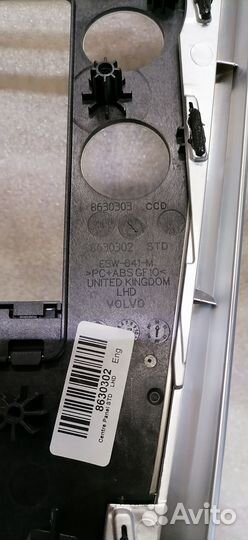 8630303 CCD
8630302 STD
ESW-841-M
>PC+ABS GF10<
UNITED KINGDOM
LHD
VOLVO
Eng
8630302
Centre Panel STD LHD
Avito